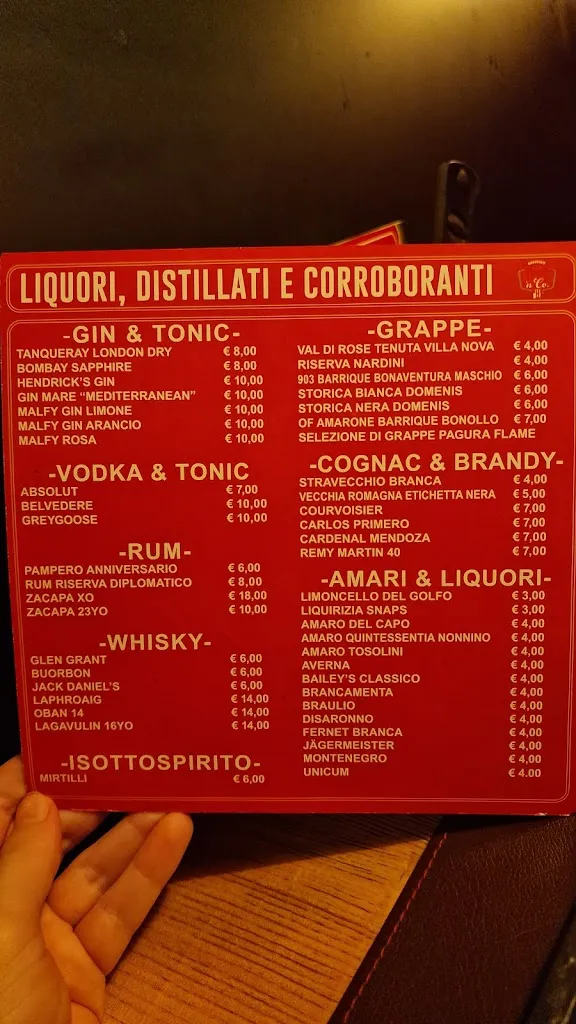 LIQUORI, DISTILLATI E CORROBORANTI
n'Co.
-GIN & TONIC-
TANQUERAY LONDON DRY € 8,00
BOMBAY SAPPHIRE € 8,00
HENDRICK'S GIN € 10,00
GIN MARE "MEDITERRANEAN" € 10,00
MALFY GIN LIMONE € 10,00
MALFY GIN ARANCIO € 10,00
MALFY ROSA € 10,00
-VODKA & TONIC
ABSOLUT € 7,00
BELVEDERE € 10,00
GREYGOOSE € 10,00
-RUM-
PAMPERO ANNIVERSARIO € 6,00
RUM RISERVA DIPLOMATICO € 8,00
ZACAPA XO € 18,00
ZACAPA 23YO € 10,00
-WHISKY-
GLEN GRANT € 6,00
BUORBON € 6,00
JACK DANIEL'S € 6,00
LAPHROAIG € 14,00
OBAN 14 € 14,00
LAGAVULIN 16YO € 14,00
-ISOTTOSPIRITO-
MIRTILLI € 6,00
-GRAPPE-
VAL DI ROSE TENUTA VILLA NOVA € 4,00
RISERVA NARDINI € 4,00
903 BARRIQUE BONAVENTURA MASCHIO € 6,00
STORICA BIANCA DOMENIS € 6,00
STORICA NERA DOMENIS € 6,00
OF AMARONE BARRIQUE BONOLLO € 7,00
SELEZIONE DI GRAPPE PAGURA FLAME
-COGNAC & BRANDY-
STRAVECCHIO BRANCA € 4,00
VECCHIA ROMAGNA ETICHETTA NERA € 5,00
COURVOISIER € 7,00
CARLOS PRIMERO € 7,00
CARDENAL MENDOZA € 7,00
REMY MARTIN 40 € 7,00
-AMARI & LIQUORI-
LIMONCELLO DEL GOLFO € 3,00
LIQUIRIZIA SNAPS € 3,00
AMARO DEL CAPO € 4,00
AMARO QUINTESSENTIA NONNINO € 4,00
AMARO TOSOLINI € 4,00
AVERNA € 4,00
BAILEY'S CLASSICO € 4,00
BRANCAMENTA € 4,00
BRAULIO € 4,00
DISARONNO € 4,00
FERNET BRANCA € 4,00
JÄGERMEISTER € 4,00
MONTENEGRO € 4,00
UNICUM € 4.00